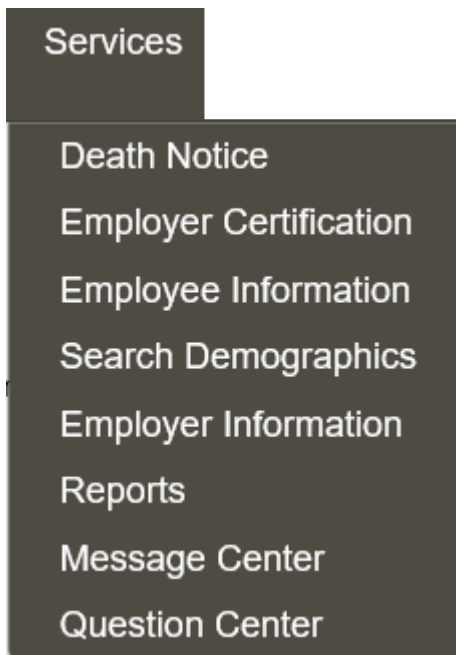 Services
Death Notice
Employer Certification
Employee Information
Search Demographics
Employer Information
Reports
Message Center
Question Center